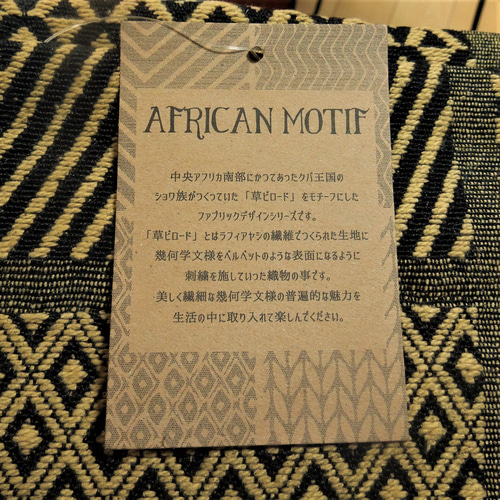 AFRICAN MOTIF
中央アフリカ南部にかつてあったクバ王国の
ショワ族がつくっていた「草ビロード」をモチーフにした
ファブリックデザインシリーズです。
「草ビロード」とはラフィアヤシの繊維でつくられた生地に
幾何学文様をベルベットのような表面になるように
刺繍を施していった織物の事です。
美しく繊細な幾何学文様の普遍的な魅力を
生活の中に取り入れて楽しんでください。